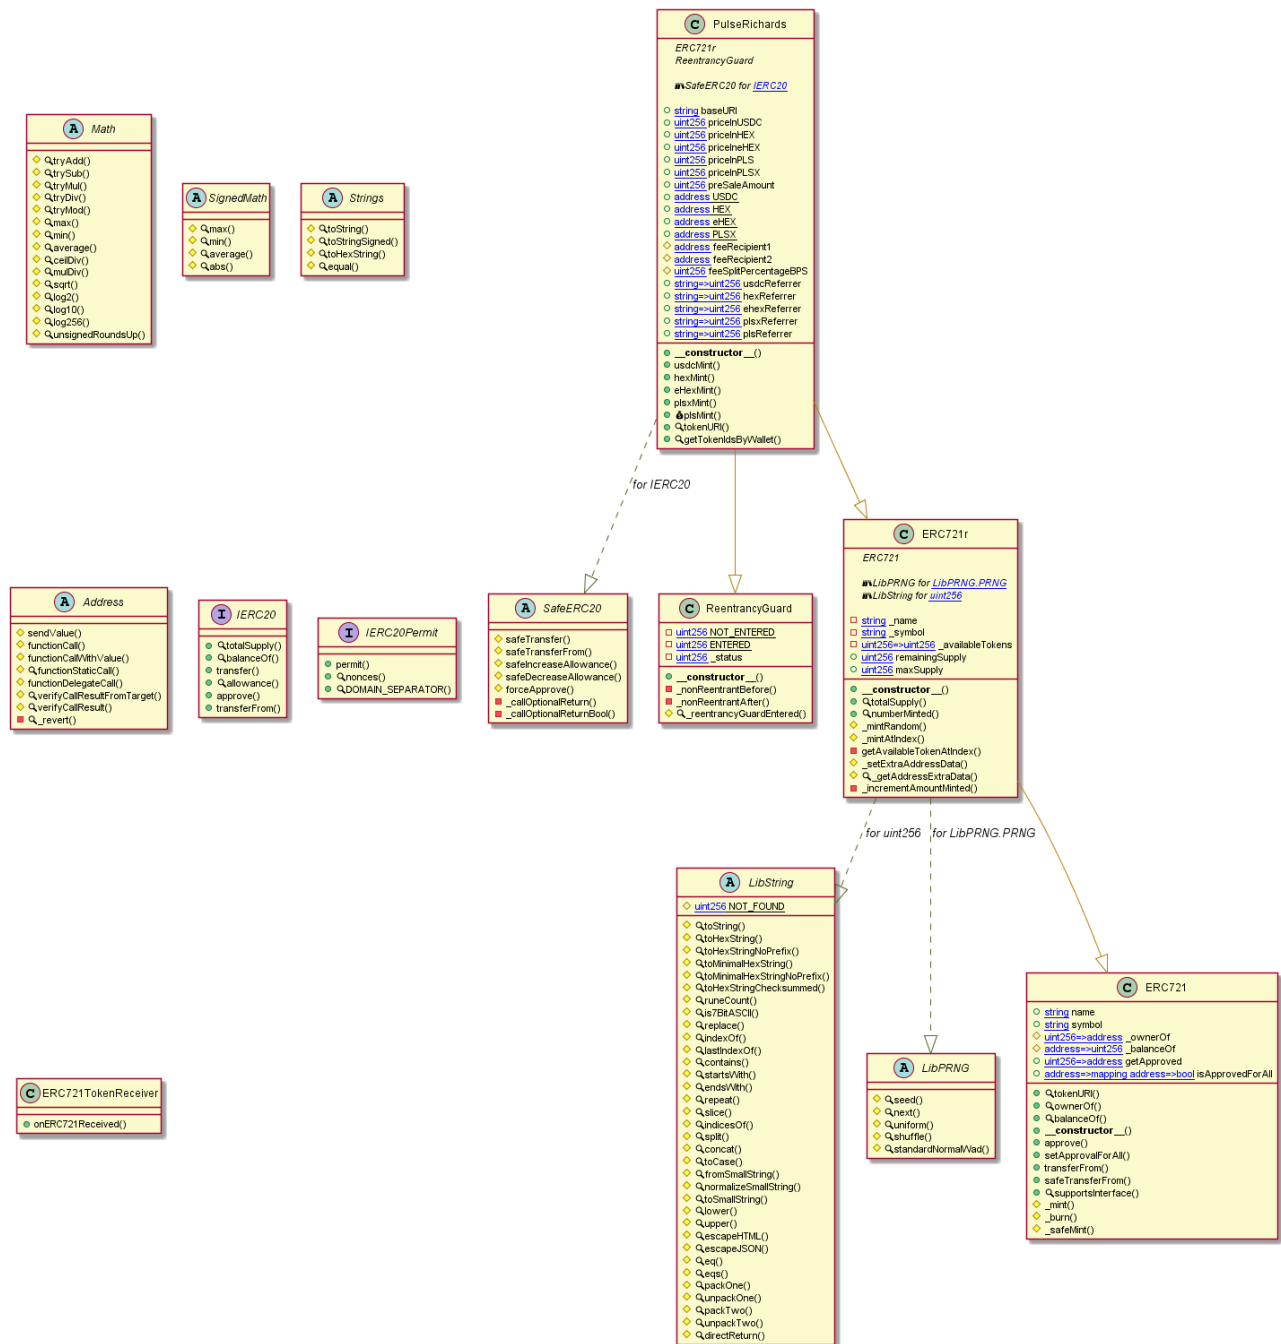 C PulseRichards
ERC721r
ReentrancyGuard
SafeERC20 for IERC20
string baseURI
uint256 priceInUSDC
uint256 priceInHEX
uint256 priceIneHEX
uint256 priceInPLS
uint256 priceInPLSX
uint256 preSaleAmount
address USDC
address HEX
address eHEX
address PLSX
address feeRecipient1
address feeRecipient2
uint256 feeSplitPercentageBPS
string=>uint256 usdcReferrer
string=>uint256 hexReferrer
string=>uint256 ehexReferrer
string=>uint256 plsxReferrer
string=>uint256 plsReferrer
__constructor__()
usdcMint()
hexMint()
eHexMint()
plsxMint()
plsMint()
tokenURI()
getTokenIdsByWallet()
A Math
tryAdd()
trySub()
tryMul()
tryDiv()
tryMod()
max()
min()
average()
ceilDiv()
mulDiv()
sqrt()
log2()
log10()
log256()
unsignedRoundsUp()
A SignedMath
max()
min()
average()
abs()
A Strings
toString()
toStringSigned()
toHexString()
equal()
for IERC20
A Address
sendValue()
functionCall()
functionCallWithValue()
functionStaticCall()
functionDelegateCall()
verifyCallResultFromTarget()
verifyCallResult()
_revert()
I IERC20
totalSupply()
balanceOf()
transfer()
allowance()
approve()
transferFrom()
I IERC20Permit
permit()
nonces()
DOMAIN_SEPARATOR()
A SafeERC20
safeTransfer()
safeTransferFrom()
safeIncreaseAllowance()
safeDecreaseAllowance()
forceApprove()
_callOptionalReturn()
_callOptionalReturnBool()
C ReentrancyGuard
uint256 NOT_ENTERED
uint256 ENTERED
uint256 _status
__constructor__()
_nonReentrantBefore()
_nonReentrantAfter()
_reentrancyGuardEntered()
C ERC721r
ERC721
LibPRNG for LibPRNG.PRNG
LibString for uint256
string _name
string _symbol
uint256=>uint256 _availableTokens
uint256 remainingSupply
uint256 maxSupply
__constructor__()
totalSupply()
numberMinted()
_mintRandom()
_mintAtIndex()
getAvailableTokenAtIndex()
_setExtraAddressData()
_getAddressExtraData()
_incrementAmountMinted()
for uint256
for LibPRNG.PRNG
A LibString
uint256 NOT_FOUND
toString()
toHexString()
toHexStringNoPrefix()
toMinimalHexString()
toMinimalHexStringNoPrefix()
toHexStringChecksummed()
runeCount()
is7BitASCII()
replace()
indexOf()
lastIndexOf()
contains()
startsWith()
endsWith()
repeat()
slice()
indicesOf()
split()
concat()
toCase()
fromSmallString()
normalizeSmallString()
toSmallString()
lower()
upper()
escapeHTML()
escapeJSON()
eq()
eqs()
packOne()
unpackOne()
packTwo()
unpackTwo()
directReturn()
A LibPRNG
seed()
next()
uniform()
shuffle()
standardNormalWad()
C ERC721
string name
string symbol
uint256=>address _ownerOf
address=>uint256 _balanceOf
uint256=>address getApproved
address=>mapping address=>bool isApprovedForAll
tokenURI()
ownerOf()
balanceOf()
__constructor__()
approve()
setApprovalForAll()
transferFrom()
safeTransferFrom()
supportsInterface()
_mint()
_burn()
_safeMint()
C ERC721TokenReceiver
onERC721Received()